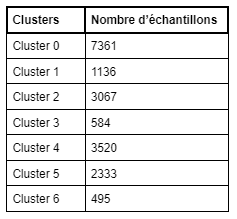 Clusters Nombre d'échantillons
Cluster 0 7361
Cluster 1 1136
Cluster 2 3067
Cluster 3 584
Cluster 4 3520
Cluster 5 2333
Cluster 6 495